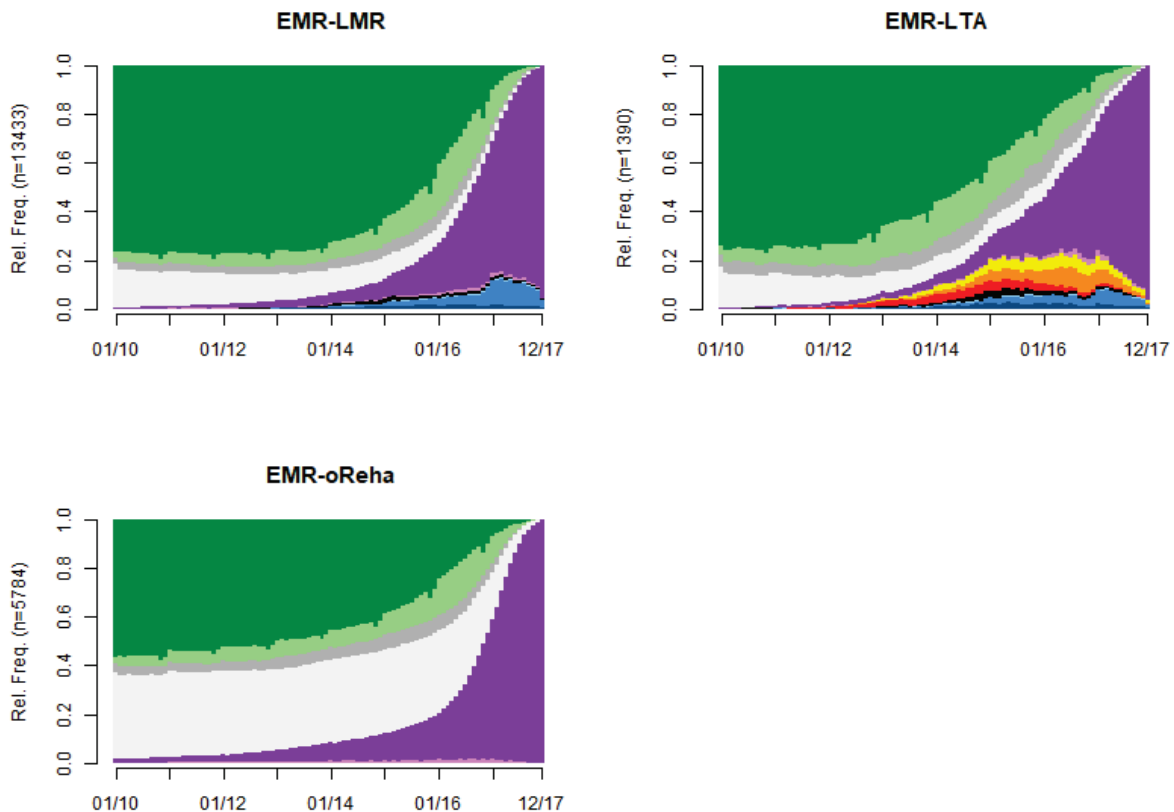 EMR-LMR
Rel. Freq. (n=13433)
1.0
0.8
0.6
0.4
0.2
0.0
01/10 01/12 01/14 01/16 12/17
EMR-LTA
Rel. Freq. (n=1390)
1.0
0.8
0.6
0.4
0.2
0.0
01/10 01/12 01/14 01/16 12/17
EMR-oReha
Rel. Freq. (n=5784)
1.0
0.8
0.6
0.4
0.2
0.0
01/10 01/12 01/14 01/16 12/17